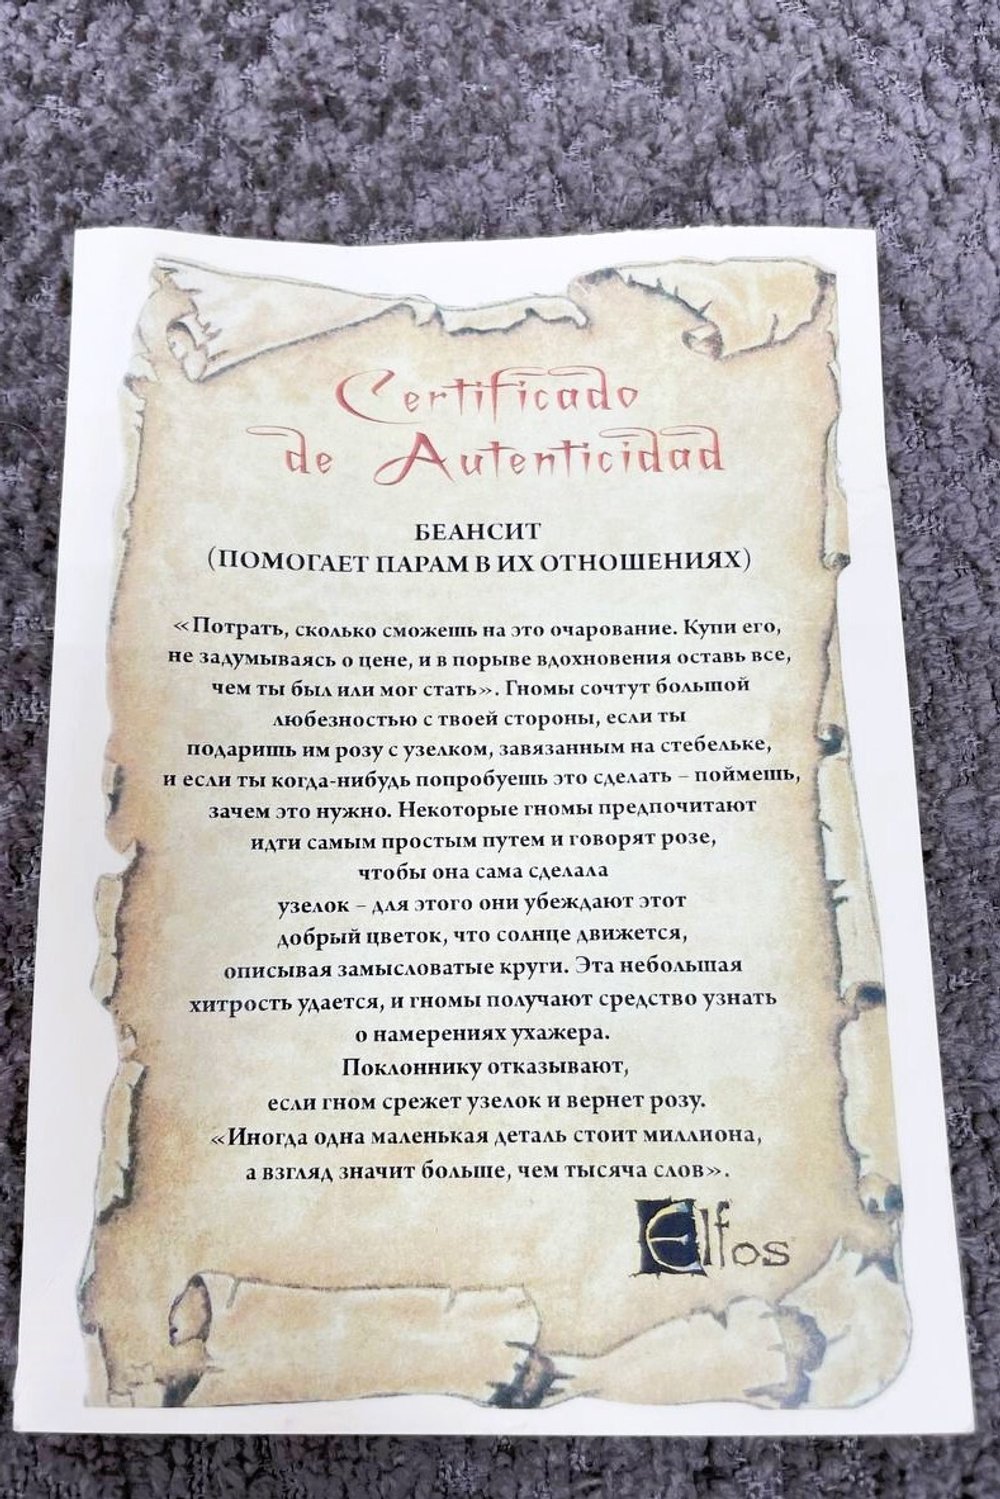 Certificado
de Autenticidad
БЕАНСИТ
(ПОМОГАЕТ ПАРАМ В ИХ ОТНОШЕНИЯХ)
«Потрать, сколько сможешь на это очарование. Купи его,
не задумываясь о цене, и в порыве вдохновения оставь все,
чем ты был или мог стать». Гномы сочтут большой
любезностью с твоей стороны, если ты
подаришь им розу с узелком, завязанным на стебельке,
и если ты когда-нибудь попробуешь это сделать – поймешь,
зачем это нужно. Некоторые гномы предпочитают
идти самым простым путем и говорят розе,
чтобы она сама сделала
узелок – для этого они убеждают этот
добрый цветок, что солнце движется,
описывая замысловатые круги. Эта небольшая
хитрость удается, и гномы получают средство узнать
о намерениях ухажера.
Поклоннику отказывают,
если гном срежет узелок и вернет розу.
«Иногда одна маленькая деталь стоит миллиона,
а взгляд значит больше, чем тысяча слов».
Elfos